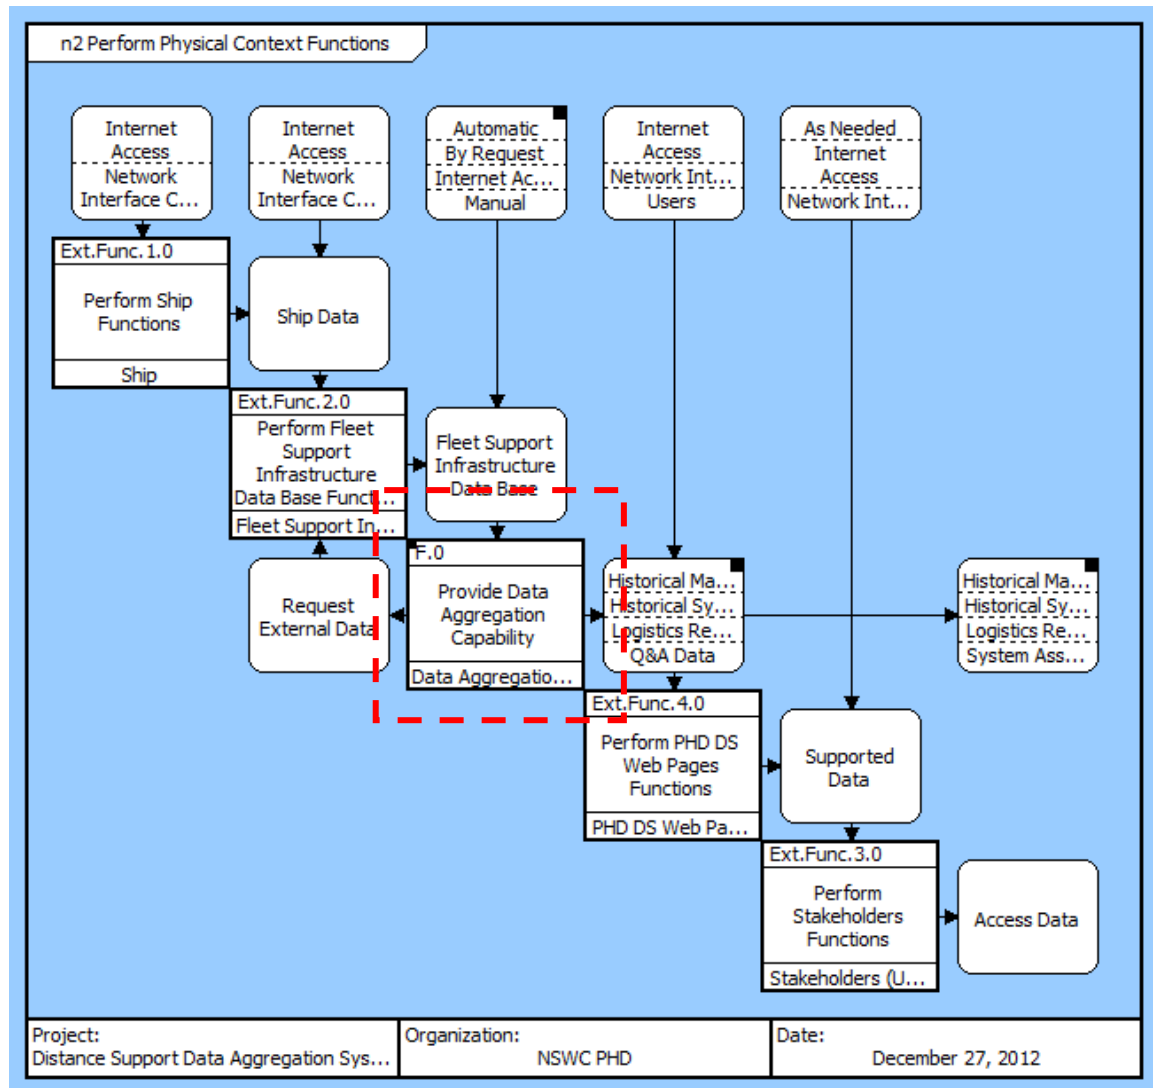 n2 Perform Physical Context Functions
Internet
Access
Network
Interface C...
Internet
Access
Network
Interface C...
Automatic
By Request
Internet Ac...
Manual
Internet
Access
Network Int...
Users
As Needed
Internet
Access
Network Int...
Ext.Func.1.0
Perform Ship
Functions
Ship
Ship Data
Ext.Func.2.0
Perform Fleet
Support
Infrastructure
Data Base Funct...
Fleet Support In...
Fleet Support
Infrastructure
Data Base
Request
External Data
F.0
Provide Data
Aggregation
Capability
Data Aggregatio...
Historical Ma...
Historical Sy...
Logistics Re...
Q&A Data
Historical Ma...
Historical Sy...
Logistics Re...
System Ass...
Ext.Func.4.0
Perform PHD DS
Web Pages
Functions
PHD DS Web Pa...
Supported
Data
Ext.Func.3.0
Perform
Stakeholders
Functions
Stakeholders (U...
Access Data
Project:
Distance Support Data Aggregation Sys...
Organization:
NSWC PHD
Date:
December 27, 2012